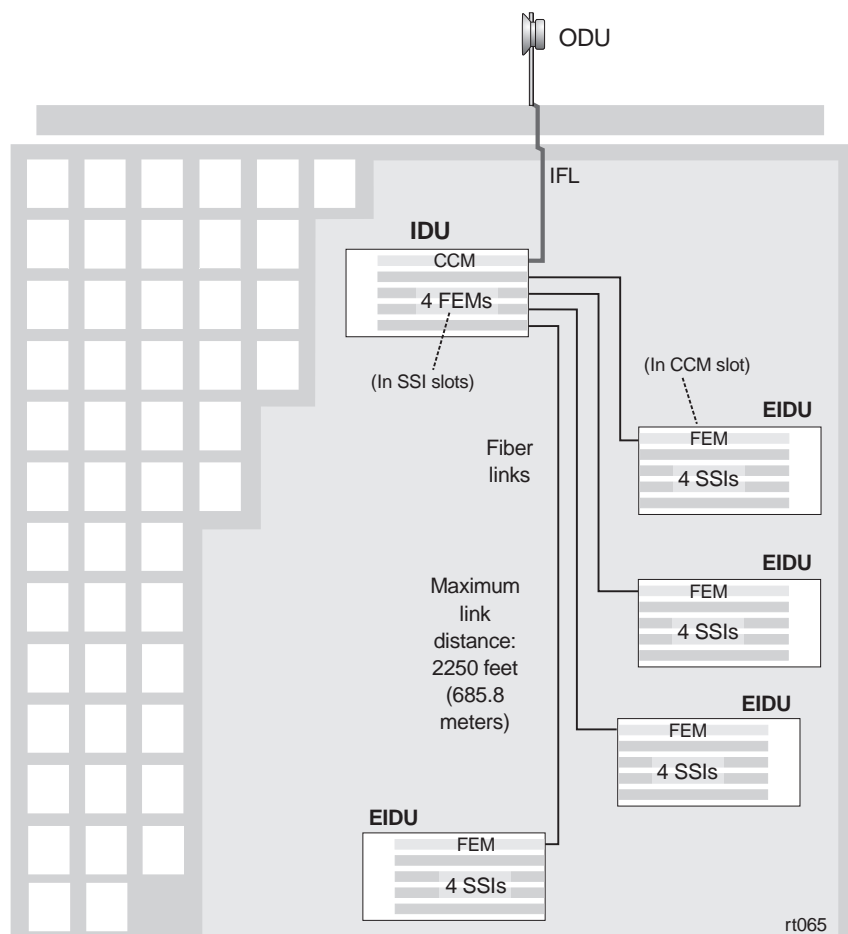 ODU
IFL
IDU
CCM
4 FEMs
(In SSI slots)
(In CCM slot)
EIDU
FEM
4 SSIs
Fiber
links
EIDU
FEM
4 SSIs
Maximum
link
distance:
2250 feet
(685.8
meters)
EIDU
FEM
4 SSIs
EIDU
FEM
4 SSIs
rt065